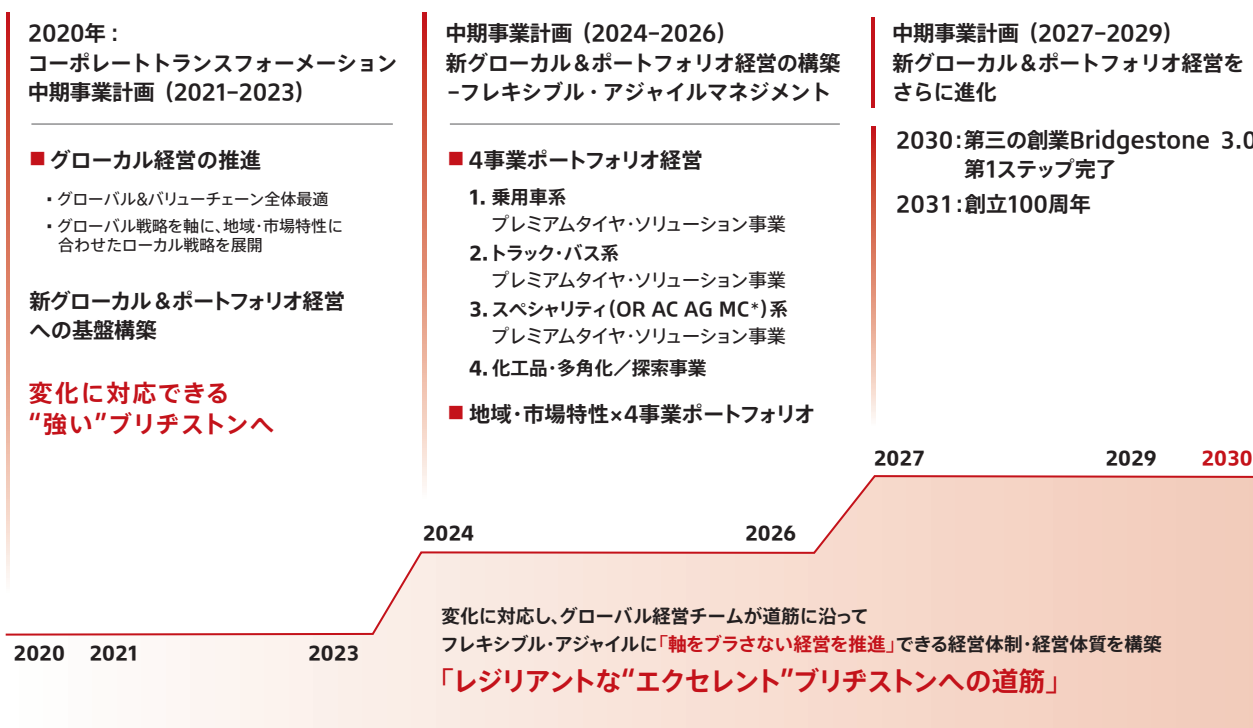 2020年：
コーポレートトランスフォーメーション
中期事業計画（2021–2023）
■ グローカル経営の推進
▪ グローバル&バリューチェーン全体最適
▪ グローバル戦略を軸に、地域・市場特性に
合わせたローカル戦略を展開
新グローカル＆ポートフォリオ経営
への基盤構築
変化に対応できる
“強い”ブリヂストンへ
中期事業計画（2024–2026）
新グローカル＆ポートフォリオ経営の構築
–フレキシブル・アジャイルマネジメント
■ 4事業ポートフォリオ経営
1. 乗用車系
プレミアムタイヤ・ソリューション事業
2. トラック・バス系
プレミアムタイヤ・ソリューション事業
3. スペシャリティ（OR AC AG MC*）系
プレミアムタイヤ・ソリューション事業
4. 化工品・多角化／探索事業
■ 地域・市場特性×4事業ポートフォリオ
中期事業計画（2027–2029）
新グローカル＆ポートフォリオ経営を
さらに進化
2030：第三の創業Bridgestone 3.0
第1ステップ完了
2031：創立100周年
2027 2029 2030
2024 2026
2020 2021 2023
変化に対応し、グローバル経営チームが道筋に沿って
フレキシブル・アジャイルに「軸をブラさない経営を推進」できる経営体制・経営体質を構築
「レジリアントな“エクセレント”ブリヂストンへの道筋」